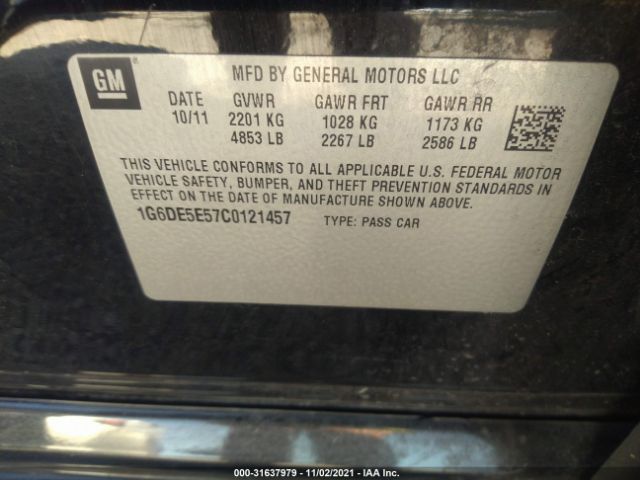 GM
MFD BY GENERAL MOTORS LLC
DATE GVWR GAWR FRT GAWR RR
10/11 2201 KG 1028 KG 1173 KG
4853 LB 2267 LB 2586 LB
THIS VEHICLE CONFORMS TO ALL APPLICABLE U.S. FEDERAL MOTOR
VEHICLE SAFETY, BUMPER, AND THEFT PREVENTION STANDARDS IN
EFFECT ON THE DATE OF MANUFACTURE SHOWN ABOVE.
1G6DE5E57C0121457 TYPE: PASS CAR
000-31637979 - 11/02/2021 - IAA Inc.